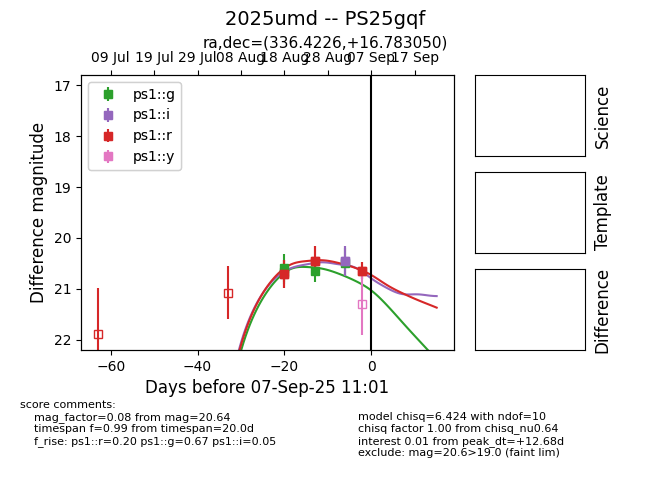 2025umd -- PS25gqf
ra,dec=(336.4226,+16.783050)
09 Jul 19 Jul 29 Jul 08 Aug 18 Aug 28 Aug 07 Sep 17 Sep
17
18
19
20
21
22
Difference magnitude
ps1::g
ps1::i
ps1::r
ps1::y
−60 −40 −20 0
Days before 07-Sep-25 11:01
Science
Template
Difference
score comments:
mag_factor=0.08 from mag=20.64
timespan f=0.99 from timespan=20.0d
f_rise: ps1::r=0.20 ps1::g=0.67 ps1::i=0.05
model chisq=6.424 with ndof=10
chisq factor 1.00 from chisq_nu0.64
interest 0.01 from peak_dt=+12.68d
exclude: mag=20.6>19.0 (faint lim)